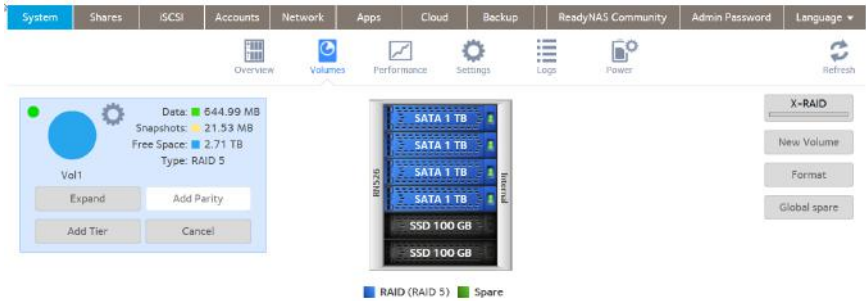 System Shares iSCSI Accounts Network Apps Cloud Backup ReadyNAS Community Admin Password Language
Overview Volumes Performance Settings Logs Power Refresh
Data: 644.99 MB
Snapshots: 21.53 MB
Free Space: 2.71 TB
Type: RAID 5
Vol1
Expand Add Parity
Add Tier Cancel
RN526
SATA 1 TB
SATA 1 TB
SATA 1 TB
SATA 1 TB
SSD 100 GB
SSD 100 GB
Internal
RAID (RAID 5) Spare
X-RAID
New Volume
Format
Global spare